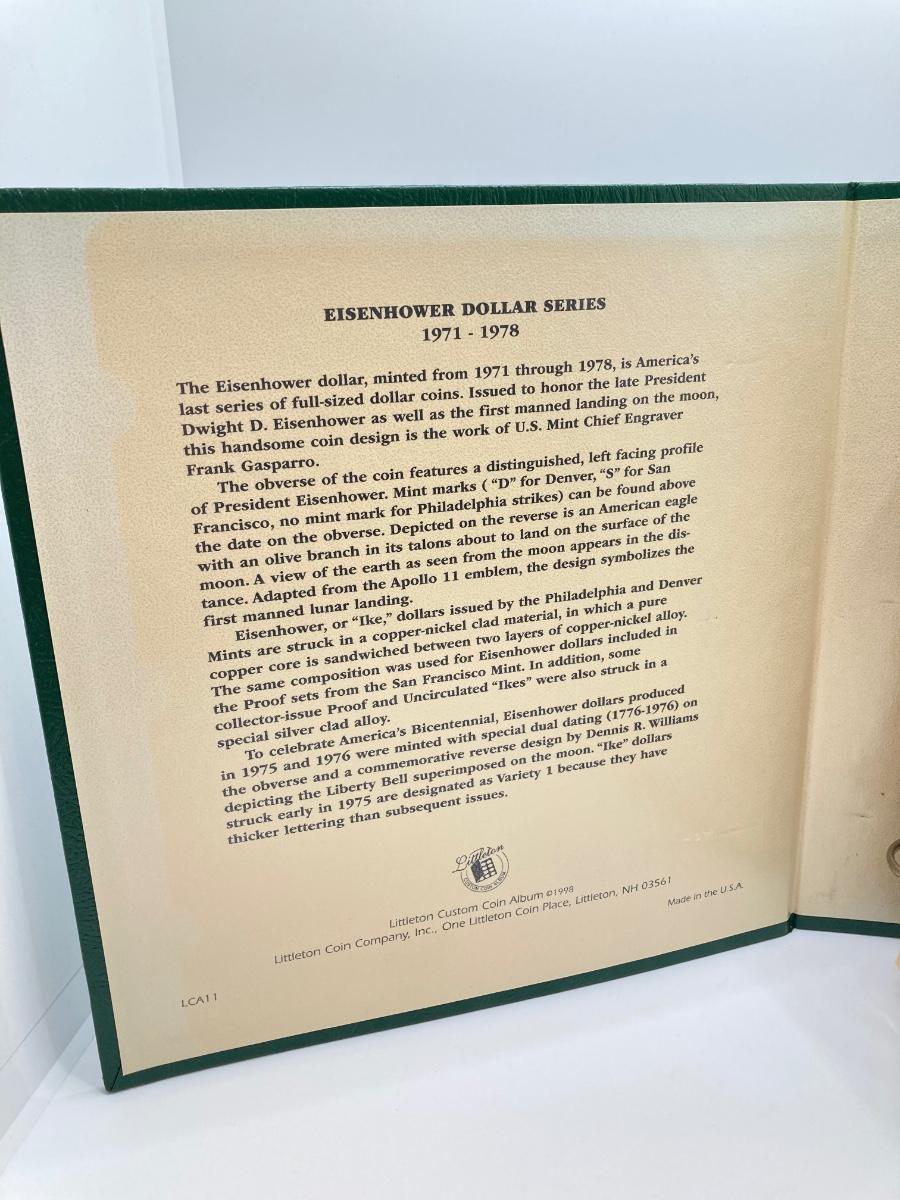 EISENHOWER DOLLAR SERIES
1971 - 1978
The Eisenhower dollar, minted from 1971 through 1978, is America's
last series of full-sized dollar coins. Issued to honor the late President
Dwight D. Eisenhower as well as the first manned landing on the moon,
this handsome coin design is the work of U.S. Mint Chief Engraver
Frank Gasparro.
The obverse of the coin features a distinguished, left facing profile
of President Eisenhower. Mint marks ( "D" for Denver, "S" for San
Francisco, no mint mark for Philadelphia strikes) can be found above
the date on the obverse. Depicted on the reverse is an American eagle
with an olive branch in its talons about to land on the surface of the
moon. A view of the earth as seen from the moon appears in the dis-
tance. Adapted from the Apollo 11 emblem, the design symbolizes the
first manned lunar landing.
Eisenhower, or "Ike," dollars issued by the Philadelphia and Denver
Mints are struck in a copper-nickel clad material, in which a pure
copper core is sandwiched between two layers of copper-nickel alloy.
The same composition was used for Eisenhower dollars included in
the Proof sets from the San Francisco Mint. In addition, some
collector-issue Proof and Uncirculated "Ikes" were also struck in a
special silver clad alloy.
To celebrate America's Bicentennial, Eisenhower dollars produced
in 1975 and 1976 were minted with special dual dating (1776-1976) on
the obverse and a commemorative reverse design by Dennis R. Williams
depicting the Liberty Bell superimposed on the moon. "Ike" dollars
struck early in 1975 are designated as Variety 1 because they have
thicker lettering than subsequent issues.
Littleton
CUSTOM COIN ALBUM
Littleton Custom Coin Album ©1998
Littleton Coin Company, Inc., One Littleton Coin Place, Littleton, NH 03561
Made in the U.S.A.
LCA11